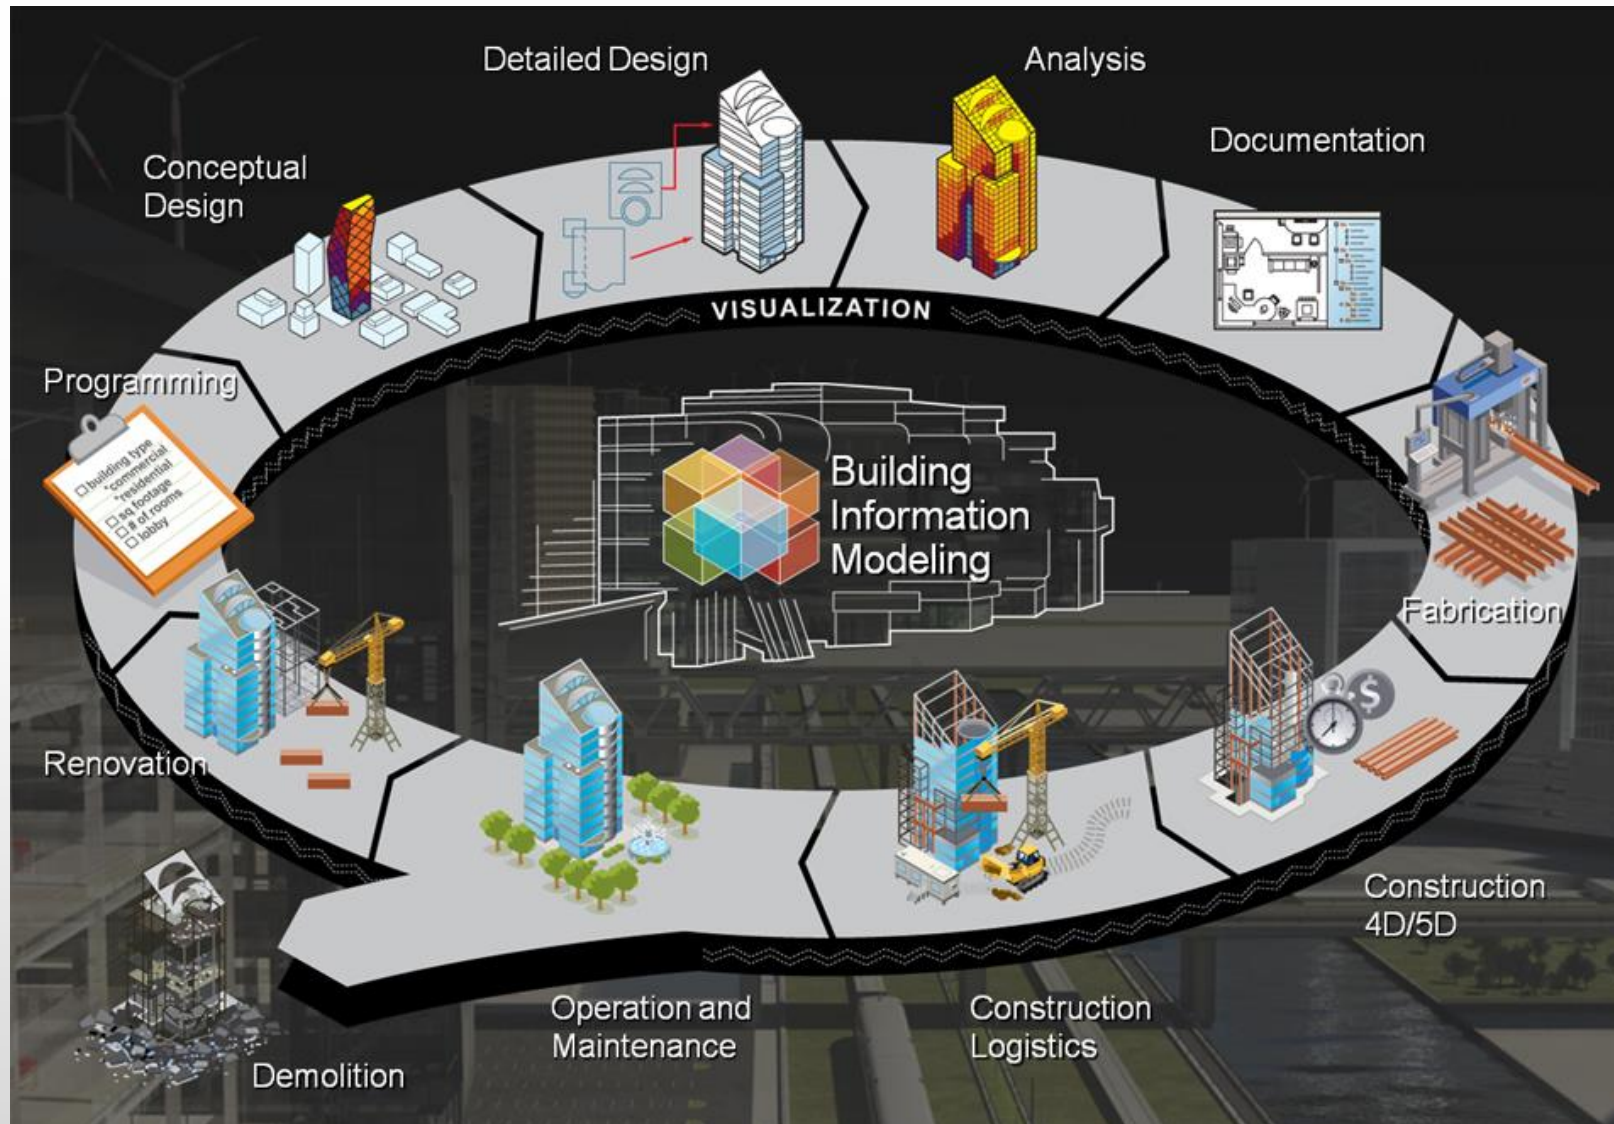 Detailed Design
Analysis
Documentation
Conceptual
Design
VISUALIZATION
Programming
☐ building type
*commercial
*residential
☐ sq footage
☐ # of rooms
☐ lobby
Building
Information
Modeling
Fabrication
$
Renovation
Construction
4D/5D
Operation and
Maintenance
Construction
Logistics
Demolition